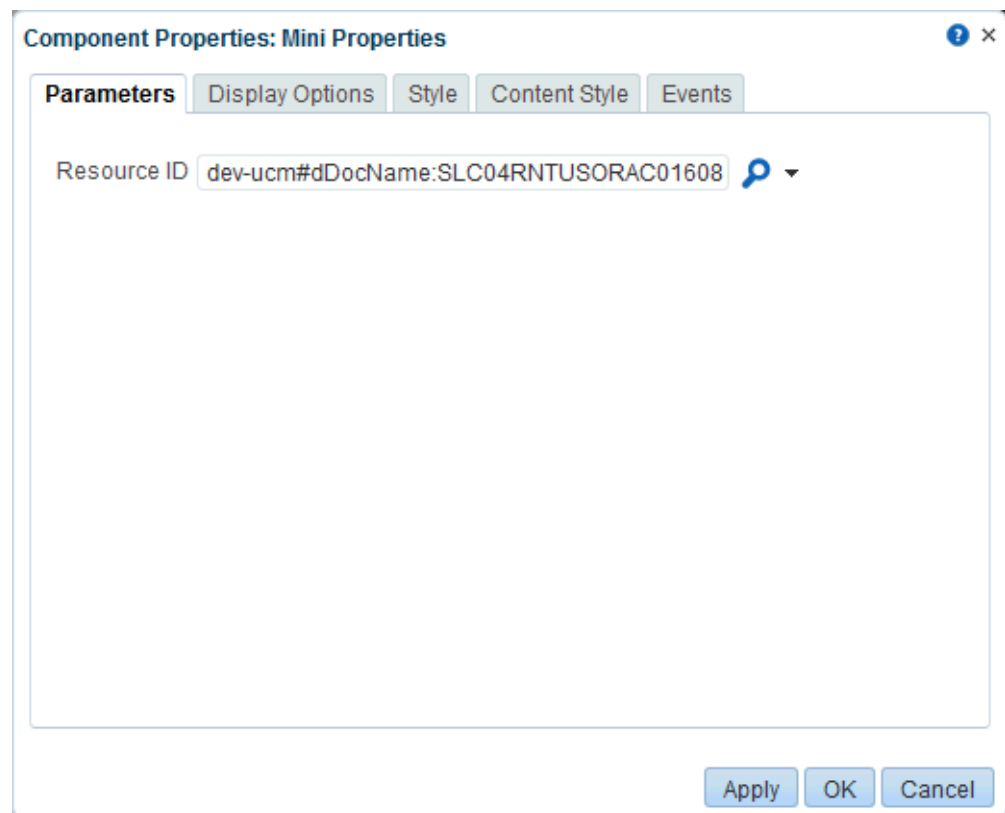 Component Properties: Mini Properties
Parameters Display Options Style Content Style Events
Resource ID dev-ucm#dDocName:SLC04RNTUSORAC01608
Apply OK Cancel